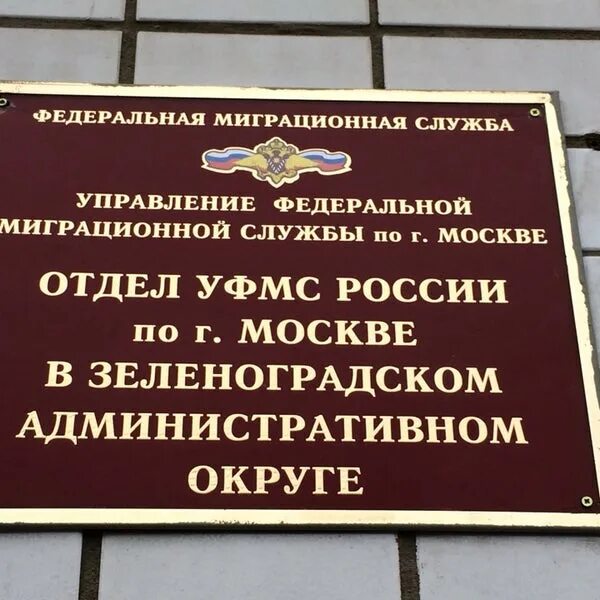 ФЕДЕРАЛЬНАЯ МИГРАЦИОННАЯ СЛУЖБА
УПРАВЛЕНИЕ ФЕДЕРАЛЬНОЙ
МИГРАЦИОННОЙ СЛУЖБЫ по г. МОСКВЕ
ОТДЕЛ УФМС РОССИИ
по г. МОСКВЕ
В ЗЕЛЕНОГРАДСКОМ
АДМИНИСТРАТИВНОМ
ОКРУГЕ